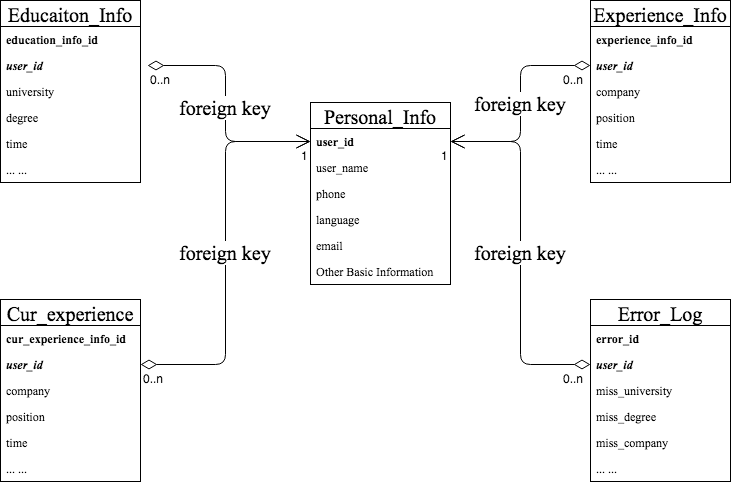 Educaiton_Info
education_info_id
user_id
university
degree
time
... ...
0..n
foreign key
Experience_Info
experience_info_id
user_id
company
position
time
... ...
0..n
foreign key
Personal_Info
user_id
user_name
phone
language
email
Other Basic Information
1
1
foreign key
foreign key
Cur_experience
cur_experience_info_id
user_id
company
position
time
... ...
0..n
Error_Log
error_id
user_id
miss_university
miss_degree
miss_company
... ...
0..n